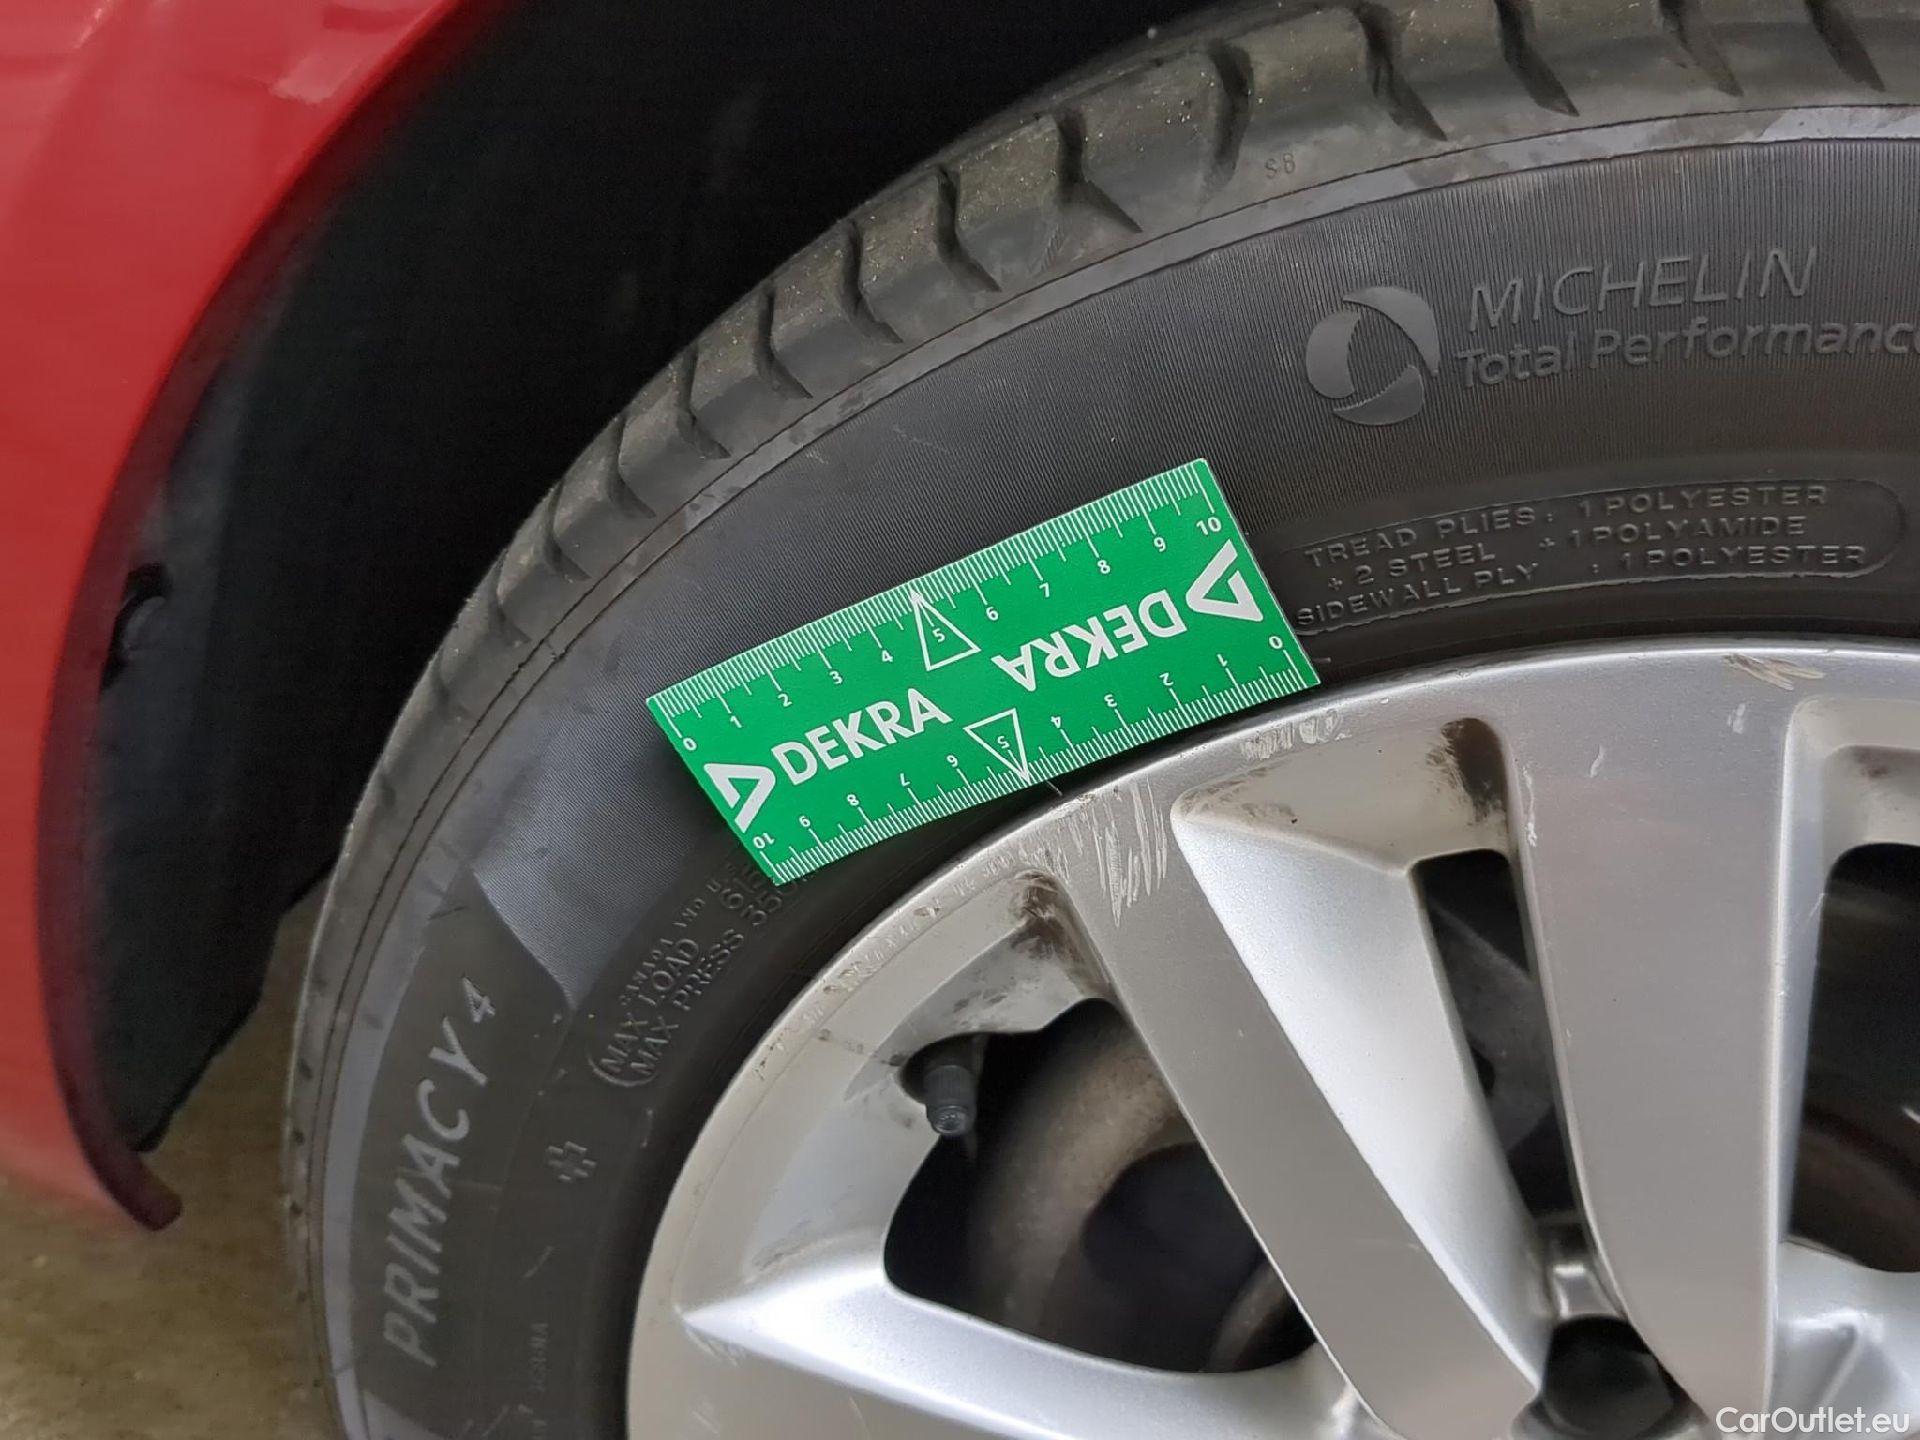 SB
MICHELIN
Total Performance
TREAD PLIES : 1 POLYESTER
+ 2 STEEL + 1 POLYAMIDE
SIDEWALL PLY : 1 POLYESTER
0 1 2 3 4 5 6 7 8 9 10
DEKRA
DEKRA
0 1 2 3 4 5 6 7 8 9 10
MAX LOAD
MAX PRESS
PRIMACY 4
CarOutlet.eu